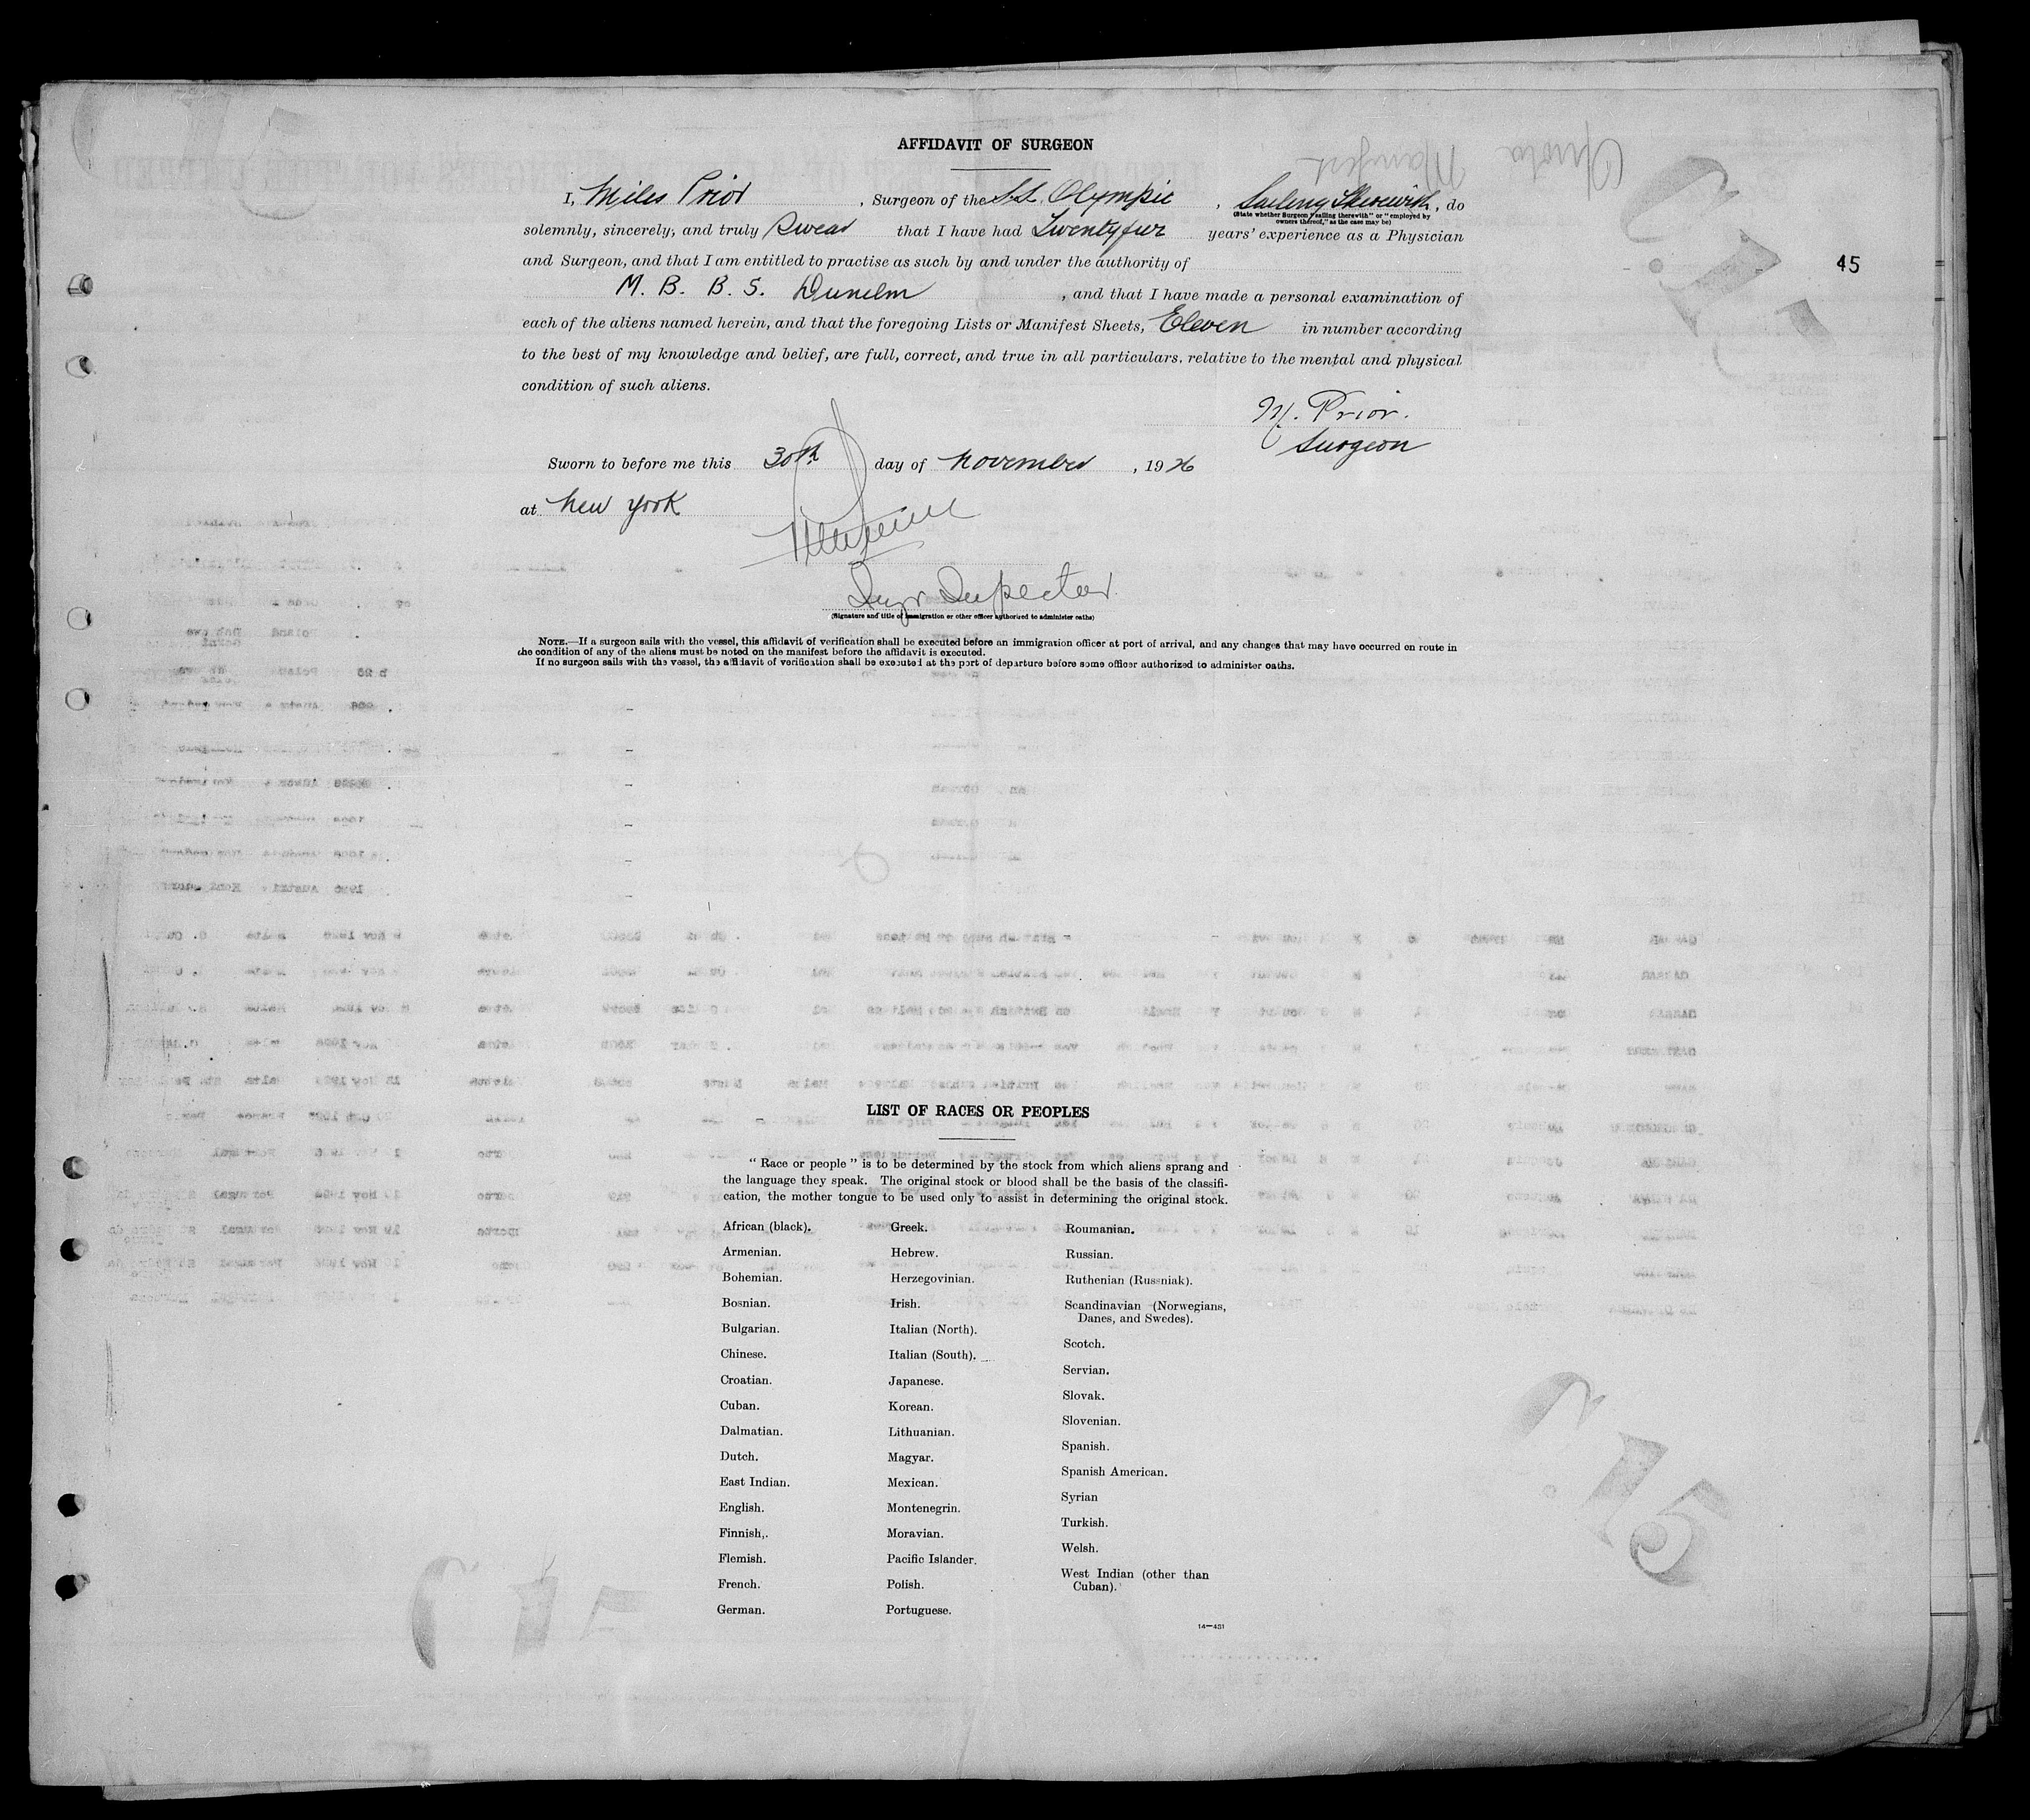 AFFIDAVIT OF SURGEON
I, Miles Prior, Surgeon of the S.S. Olympic, Sailing Therewith, do
(State whether Surgeon "sailing therewith" or "employed by
owners thereof," as the case may be)
solemnly, sincerely, and truly Swear that I have had Twenty four years' experience as a Physician
and Surgeon, and that I am entitled to practise as such by and under the authority of
M. B. B. S. Dunelm, and that I have made a personal examination of
each of the aliens named herein, and that the foregoing Lists or Manifest Sheets, Eleven in number according
to the best of my knowledge and belief, are full, correct, and true in all particulars. relative to the mental and physical
condition of such aliens.
M. Prior.
Surgeon
Sworn to before me this 30th day of November, 1926
at New York
Inspector
(Signature and title of immigration or other officer authorized to administer oaths)
NOTE.—If a surgeon sails with the vessel, this affidavit of verification shall be executed before an immigration officer at port of arrival, and any changes that may have occurred on route in
the condition of any of the aliens must be noted on the manifest before the affidavit is executed.
If no surgeon sails with the vessel, the affidavit of verification shall be executed at the port of departure before some officer authorized to administer oaths.
45
LIST OF RACES OR PEOPLES
"Race or people" is to be determined by the stock from which aliens sprang and
the language they speak. The original stock or blood shall be the basis of the classifi-
cation, the mother tongue to be used only to assist in determining the original stock.
African (black).
Armenian.
Bohemian.
Bosnian.
Bulgarian.
Chinese.
Croatian.
Cuban.
Dalmatian.
Dutch.
East Indian.
English.
Finnish.
Flemish.
French.
German.
Greek.
Hebrew.
Herzegovinian.
Irish.
Italian (North).
Italian (South).
Japanese.
Korean.
Lithuanian.
Magyar.
Mexican.
Montenegrin.
Moravian.
Pacific Islander.
Polish.
Portuguese.
Roumanian.
Russian.
Ruthenian (Russniak).
Scandinavian (Norwegians,
Danes, and Swedes).
Scotch.
Servian.
Slovak.
Slovenian.
Spanish.
Spanish American.
Syrian
Turkish.
Welsh.
West Indian (other than
Cuban).
14—431